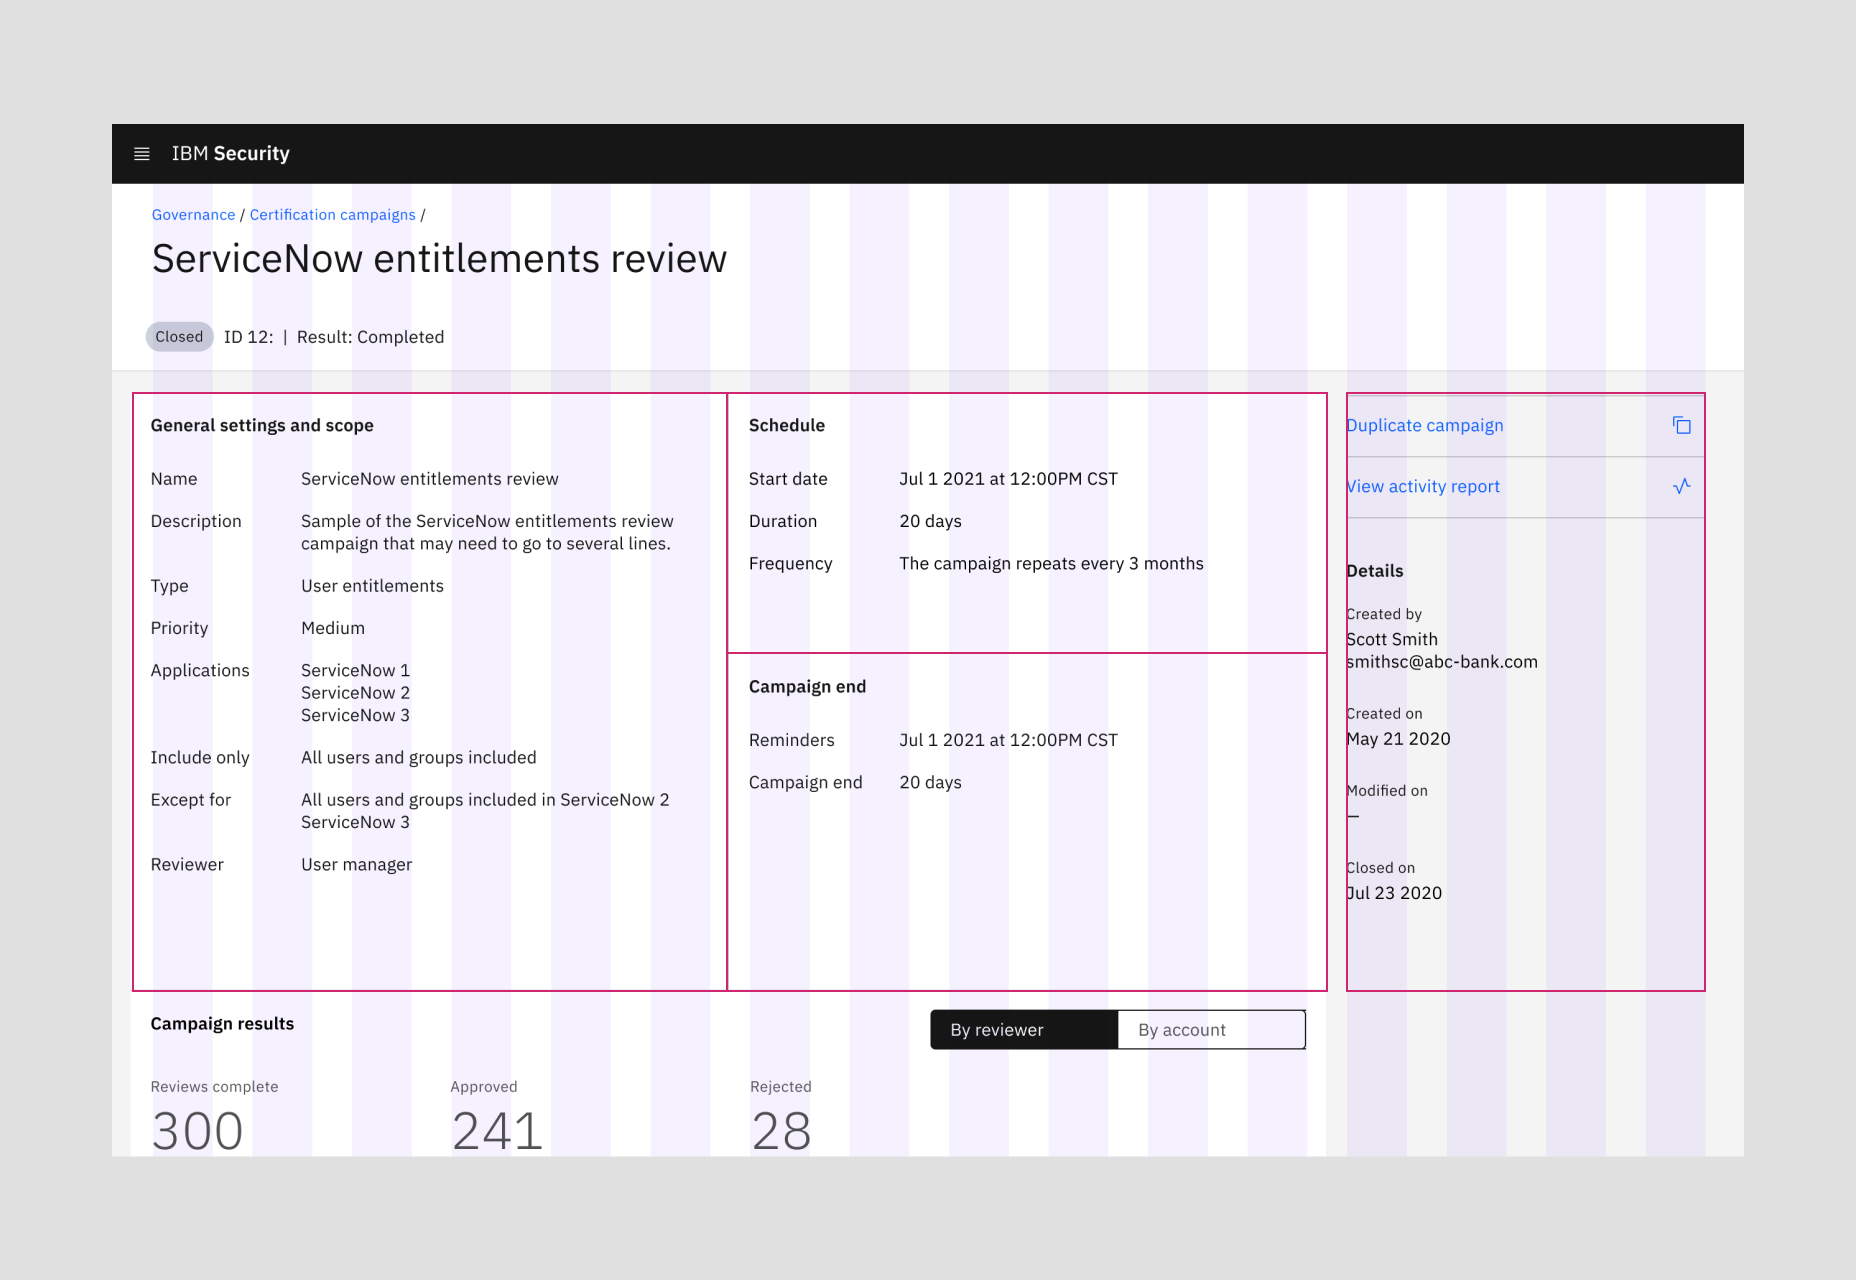 IBM Security
Governance / Certification campaigns /
ServiceNow entitlements review
Closed ID 12: | Result: Completed
General settings and scope
Name ServiceNow entitlements review
Description Sample of the ServiceNow entitlements review
campaign that may need to go to several lines.
Type User entitlements
Priority Medium
Applications ServiceNow 1
ServiceNow 2
ServiceNow 3
Include only All users and groups included
Except for All users and groups included in ServiceNow 2
ServiceNow 3
Reviewer User manager
Schedule
Start date Jul 1 2021 at 12:00PM CST
Duration 20 days
Frequency The campaign repeats every 3 months
Campaign end
Reminders Jul 1 2021 at 12:00PM CST
Campaign end 20 days
Duplicate campaign
View activity report
Details
Created by
Scott Smith
smithsc@abc-bank.com
Created on
May 21 2020
Modified on
—
Closed on
Jul 23 2020
Campaign results
By reviewer By account
Reviews complete Approved Rejected
300 241 28